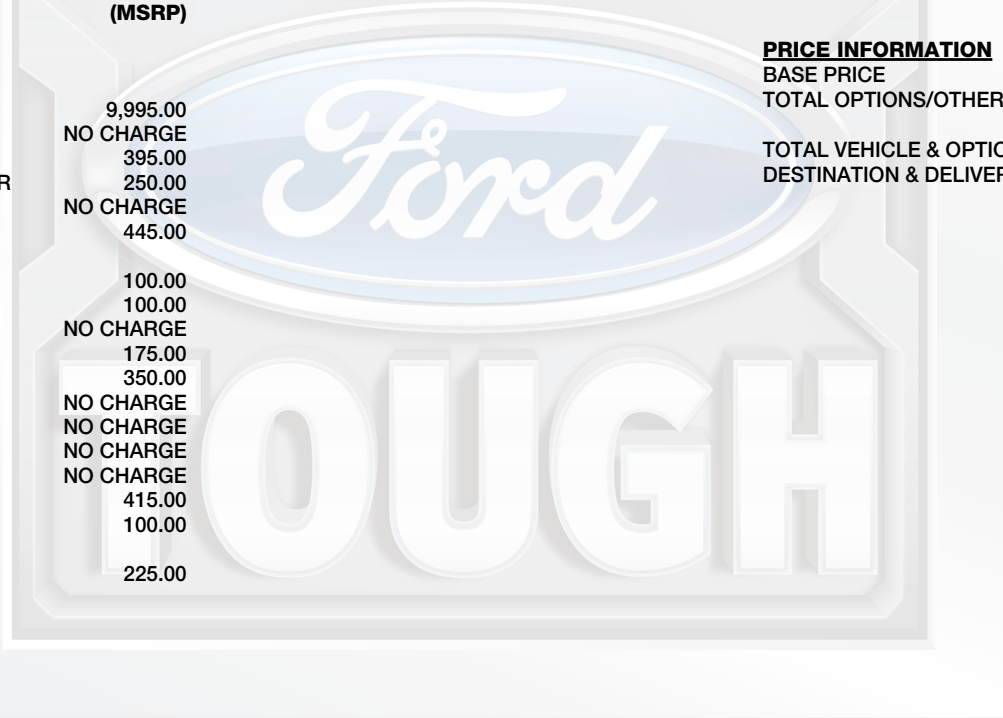 (MSRP)
9,995.00
NO CHARGE
395.00
R 250.00
NO CHARGE
445.00
100.00
100.00
NO CHARGE
175.00
350.00
NO CHARGE
NO CHARGE
NO CHARGE
NO CHARGE
415.00
100.00
225.00
PRICE INFORMATION
BASE PRICE
TOTAL OPTIONS/OTHER
TOTAL VEHICLE & OPTIO
DESTINATION & DELIVER
Ford
TOUGH